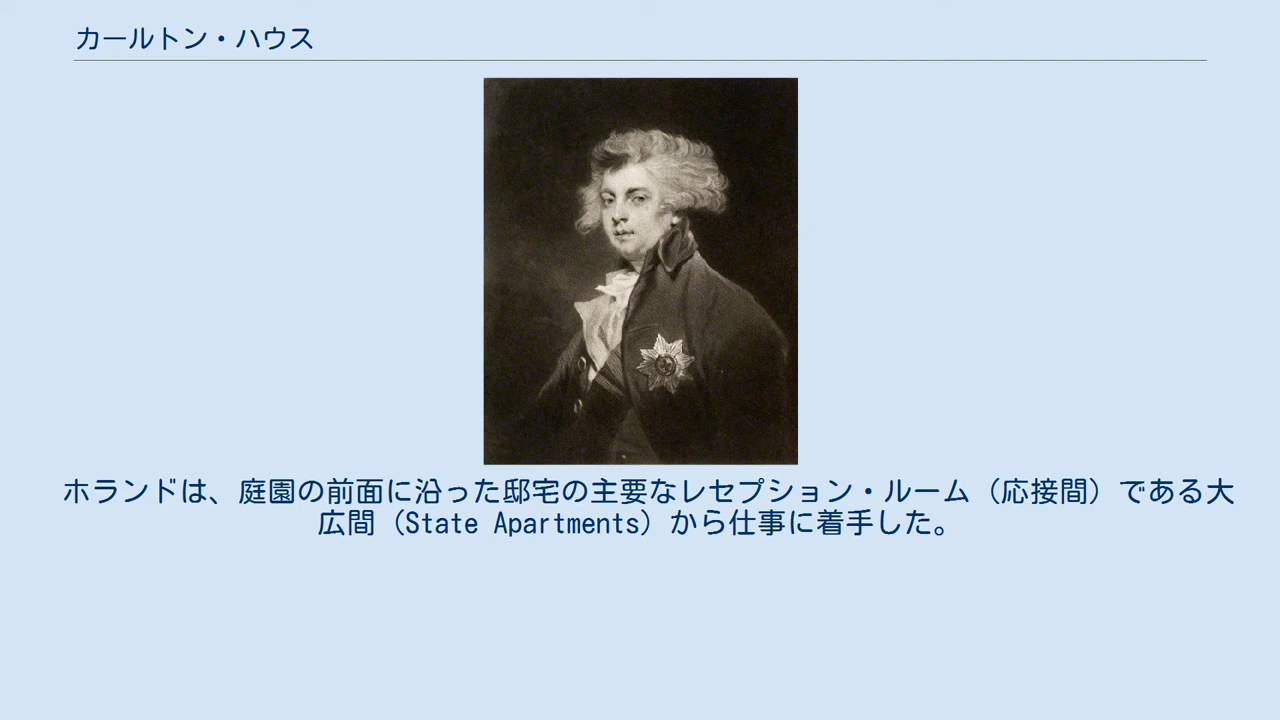 カールトン・ハウス
ホランドは、庭園の前面に沿った邸宅の主要なレセプション・ルーム（応接間）である大
広間（State Apartments）から仕事に着手した。